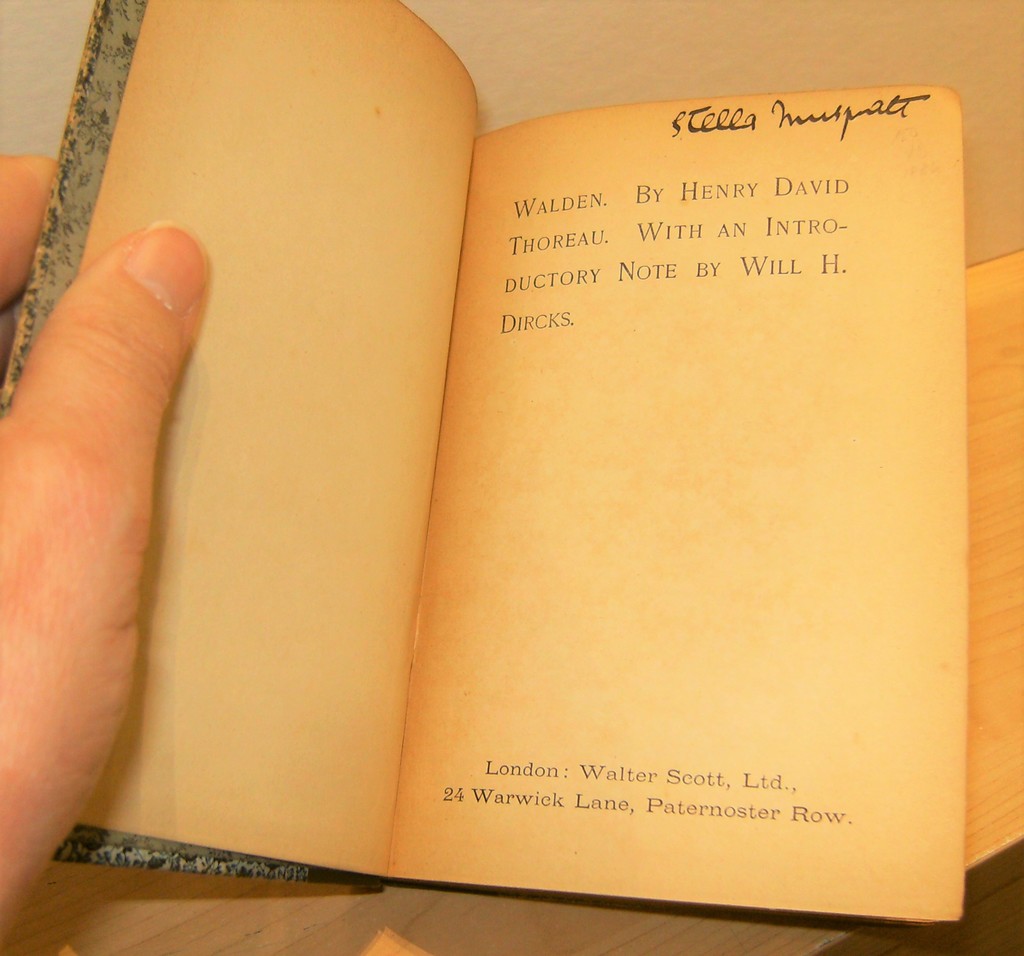 Stella Muspratt
WALDEN. BY HENRY DAVID
THOREAU. WITH AN INTRO-
DUCTORY NOTE BY WILL H.
DIRCKS.
London: Walter Scott, Ltd.,
24 Warwick Lane, Paternoster Row.